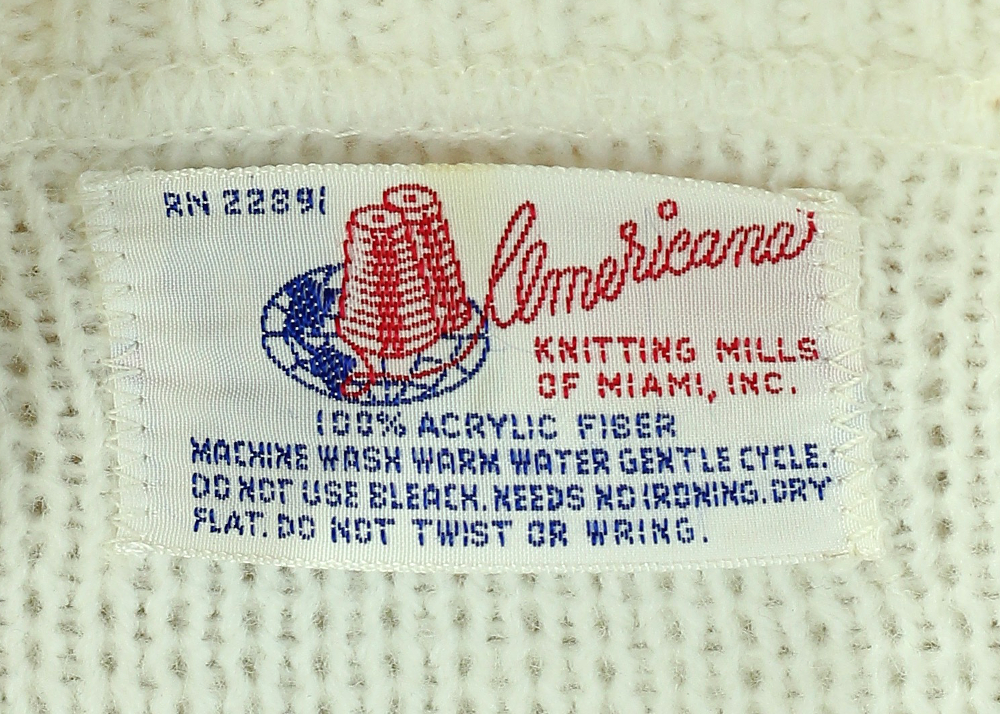 RN 22891
Americana
KNITTING MILLS
OF MIAMI, INC.
100% ACRYLIC FIBER
MACHINE WASH WARM WATER GENTLE CYCLE.
DO NOT USE BLEACH. NEEDS NO IRONING. DRY
FLAT. DO NOT TWIST OR WRING.